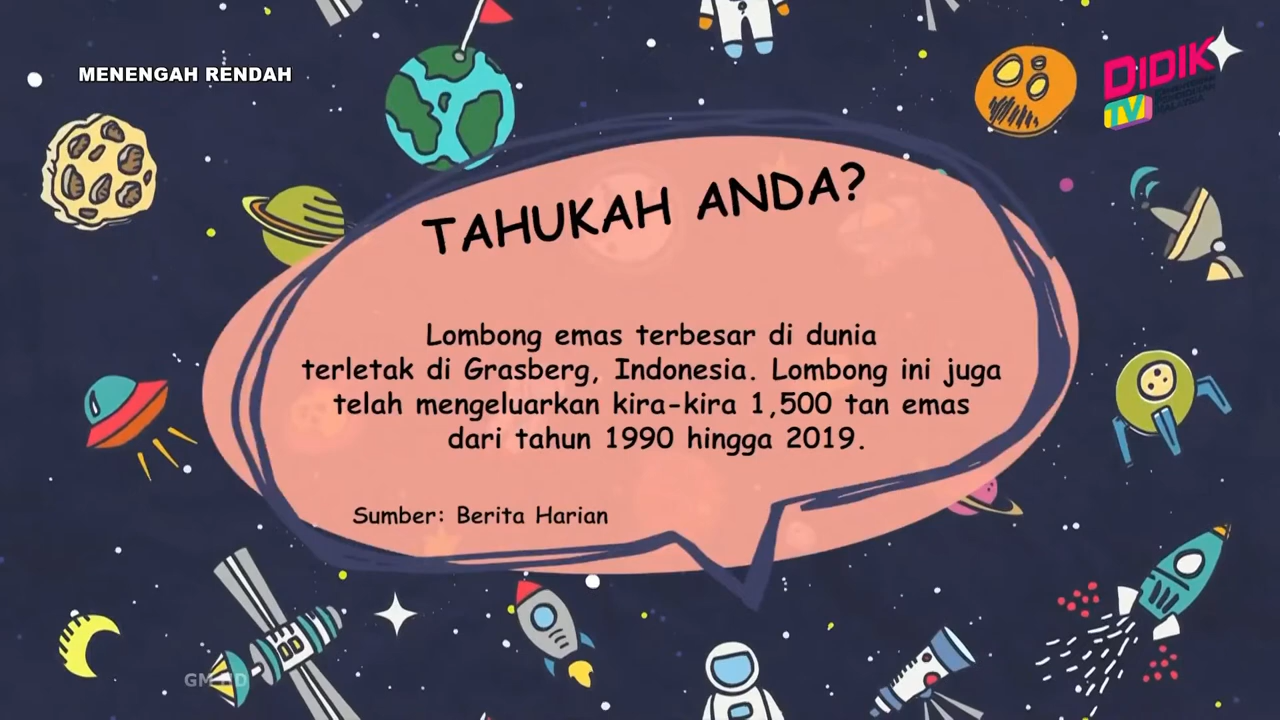 MENENGAH RENDAH
DIDIK
TV
TAHUKAH ANDA?
Lombong emas terbesar di dunia
terletak di Grasberg, Indonesia. Lombong ini juga
telah mengeluarkan kira-kira 1,500 tan emas
dari tahun 1990 hingga 2019.
Sumber: Berita Harian